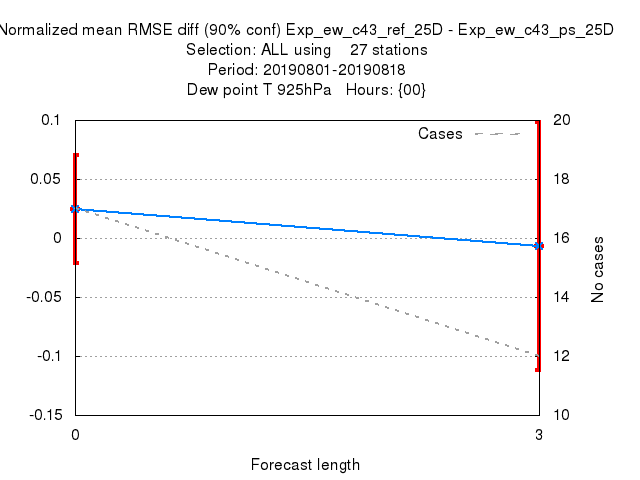 Normalized mean RMSE diff (90% conf) Exp_ew_c43_ref_25D - Exp_ew_c43_ps_25D
Selection: ALL using 27 stations
Period: 20190801-20190818
Dew point T 925hPa Hours: {00}
Cases
0.1
0.05
0
-0.05
-0.1
-0.15
20
18
16
14
12
10
No cases
0 3
Forecast length